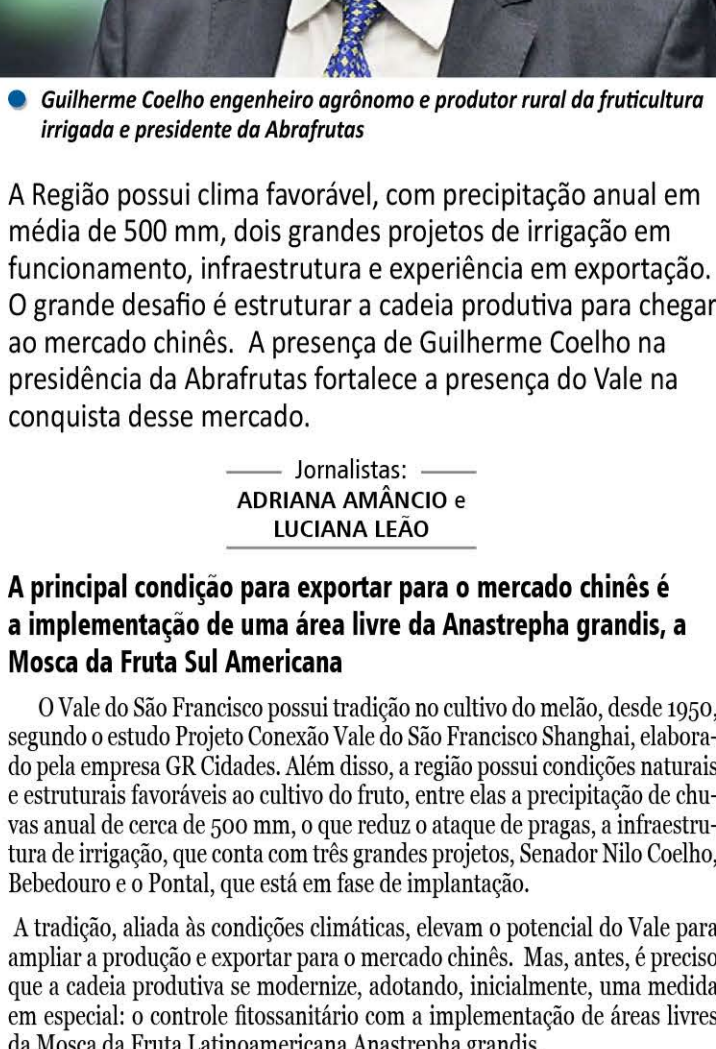 Guilherme Coelho engenheiro agrônomo e produtor rural da fruticultura
irrigada e presidente da Abrafrutas
A Região possui clima favorável, com precipitação anual em
média de 500 mm, dois grandes projetos de irrigação em
funcionamento, infraestrutura e experiência em exportação.
O grande desafio é estruturar a cadeia produtiva para chegar
ao mercado chinês.  A presença de Guilherme Coelho na
presidência da Abrafrutas fortalece a presença do Vale na
conquista desse mercado.
Jornalistas:
ADRIANA AMÂNCIO e
LUCIANA LEÃO
A principal condição para exportar para o mercado chinês é
a implementação de uma área livre da Anastrepha grandis, a
Mosca da Fruta Sul Americana
O Vale do São Francisco possui tradição no cultivo do melão, desde 1950,
segundo o estudo Projeto Conexão Vale do São Francisco Shanghai, elabora-
do pela empresa GR Cidades. Além disso, a região possui condições naturais
e estruturais favoráveis ao cultivo do fruto, entre elas a precipitação de chu-
vas anual de cerca de 500 mm, o que reduz o ataque de pragas, a infraestru-
tura de irrigação, que conta com três grandes projetos, Senador Nilo Coelho,
Bebedouro e o Pontal, que está em fase de implantação.
A tradição, aliada às condições climáticas, elevam o potencial do Vale para
ampliar a produção e exportar para o mercado chinês.  Mas, antes, é preciso
que a cadeia produtiva se modernize, adotando, inicialmente, uma medida
em especial: o controle fitossanitário com a implementação de áreas livres
da Mosca da Fruta Latinoamericana Anastrepha grandis.